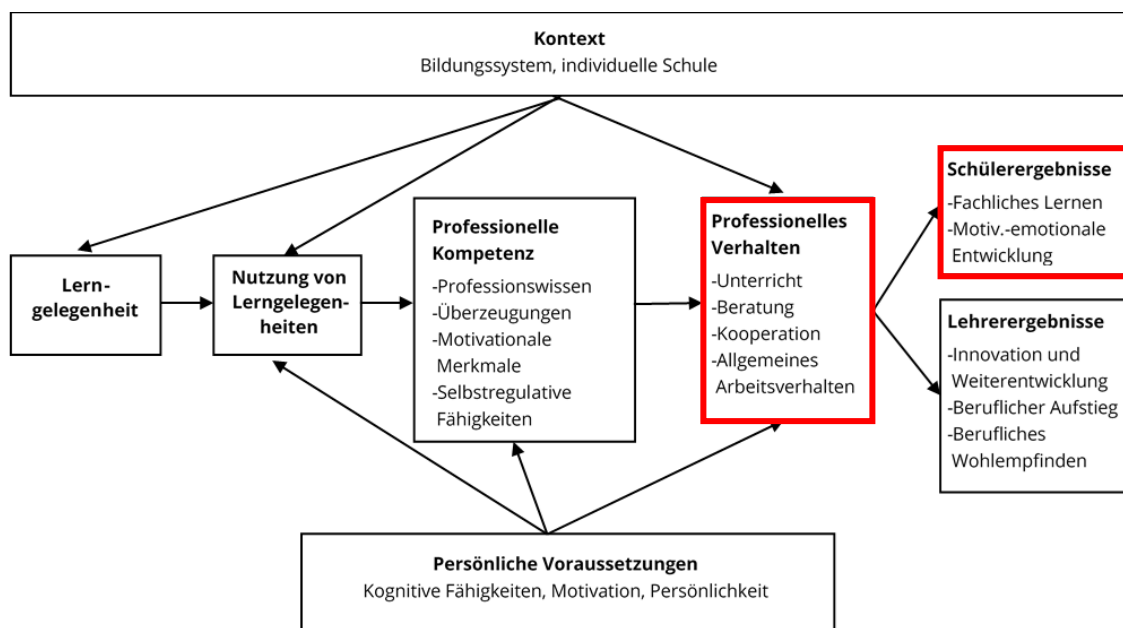 Kontext
Bildungssystem, individuelle Schule
Lern-
gelegenheit
Nutzung von
Lerngelegen-
heiten
Professionelle
Kompetenz
-Professionswissen
-Überzeugungen
-Motivationale
Merkmale
-Selbstregulative
Fähigkeiten
Professionelles
Verhalten
-Unterricht
-Beratung
-Kooperation
-Allgemeines
Arbeitsverhalten
Schülerergebnisse
-Fachliches Lernen
-Motiv.-emotionale
Entwicklung
Lehrerergebnisse
-Innovation und
Weiterentwicklung
-Beruflicher Aufstieg
-Berufliches
Wohlempfinden
Persönliche Voraussetzungen
Kognitive Fähigkeiten, Motivation, Persönlichkeit